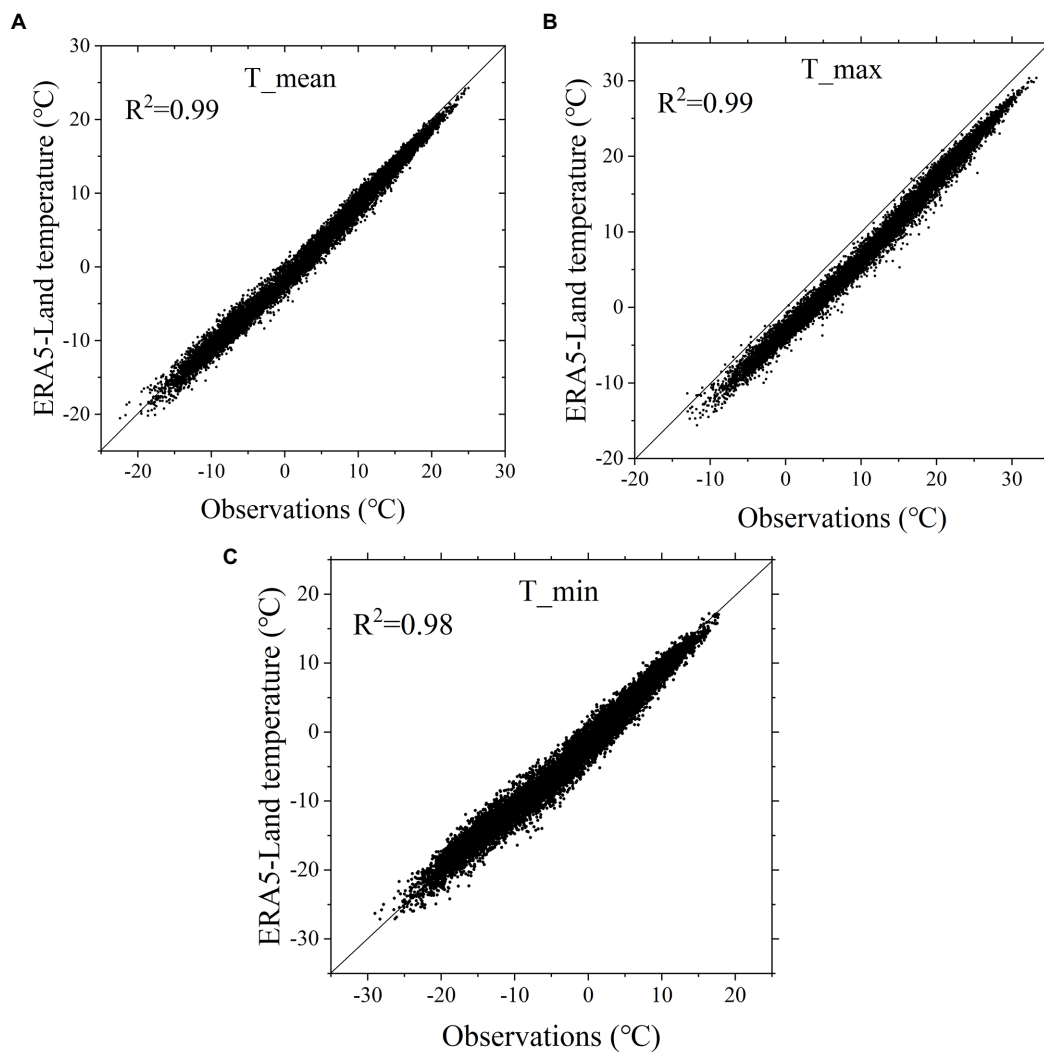 A
T_mean
R²=0.99
30
20
10
0
-10
-20
ERA5-Land temperature (℃)
-20 -10 0 10 20 30
Observations (℃)
B
T_max
R²=0.99
30
20
10
0
-10
-20
ERA5-Land temperature (℃)
-20 -10 0 10 20 30
Observations (℃)
C
T_min
R²=0.98
20
10
0
-10
-20
-30
ERA5-Land temperature (℃)
-30 -20 -10 0 10 20
Observations (℃)